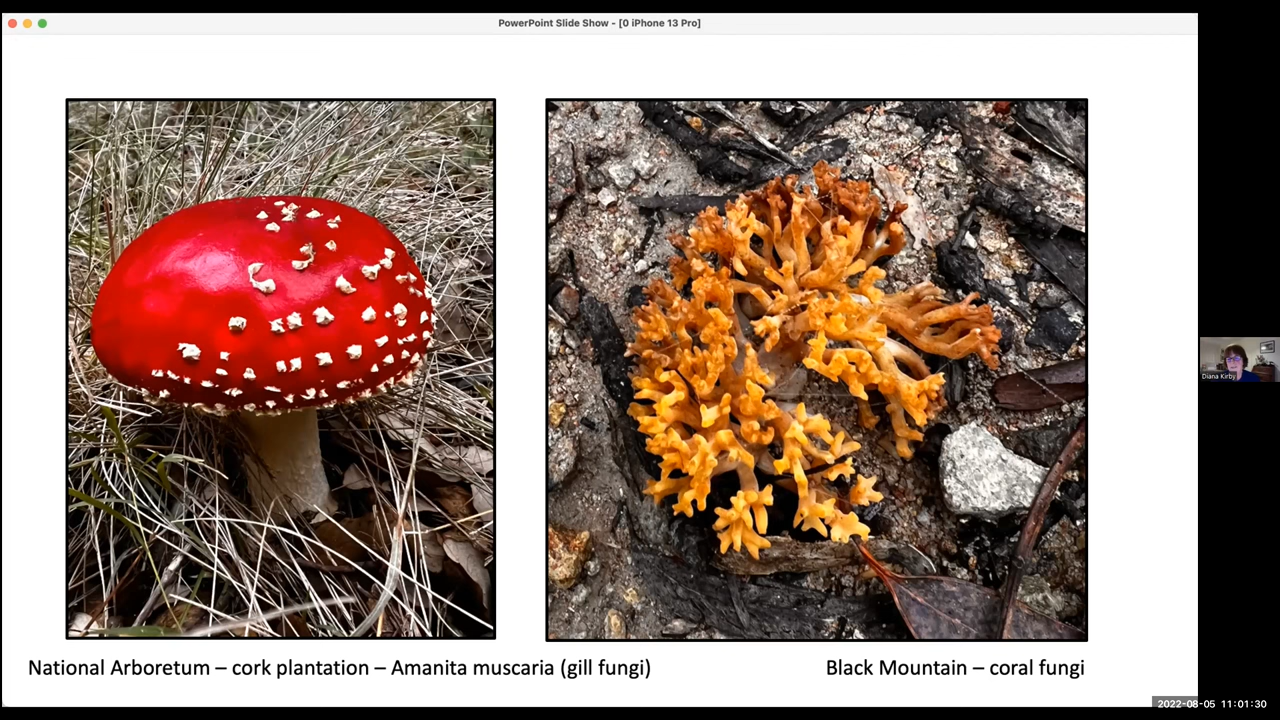 PowerPoint Slide Show - [0 iPhone 13 Pro]
Diana Kirby
National Arboretum – cork plantation – Amanita muscaria (gill fungi)
Black Mountain – coral fungi
2022-08-05 11:01:30